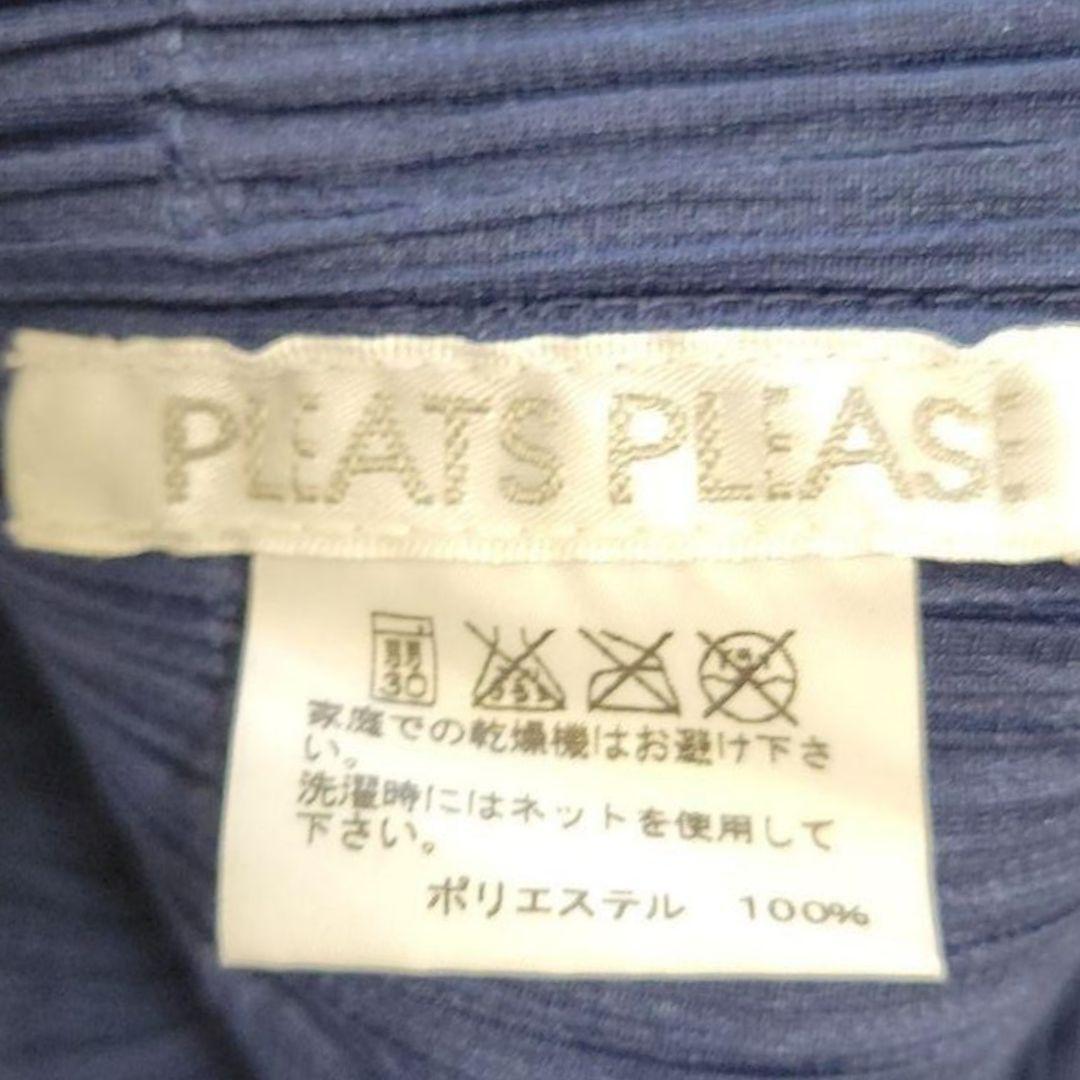 PLEATS PLEASE
弱
30
家庭での乾燥機はお避け下さ
い。
洗濯時にはネットを使用して
下さい。
ポリエステル 100%